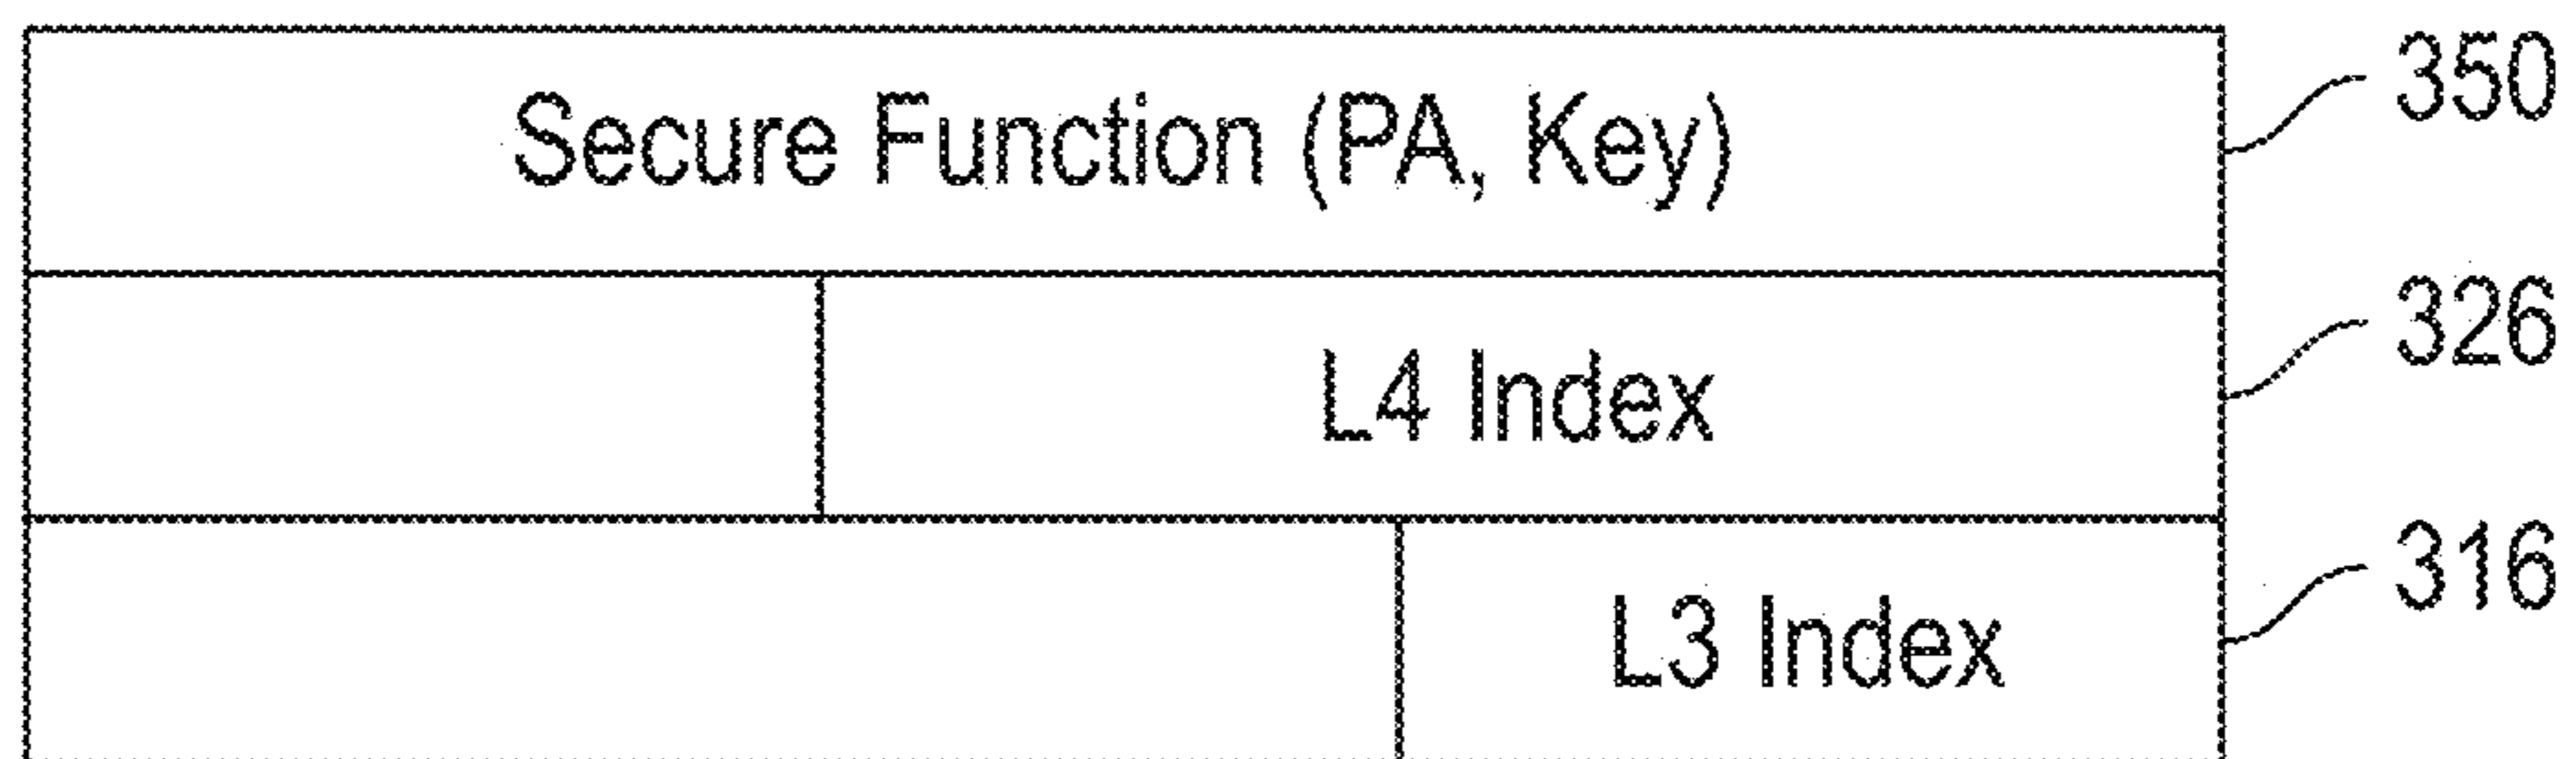 Secure Function (PA, Key) 350
L4 Index 326
L3 Index 316